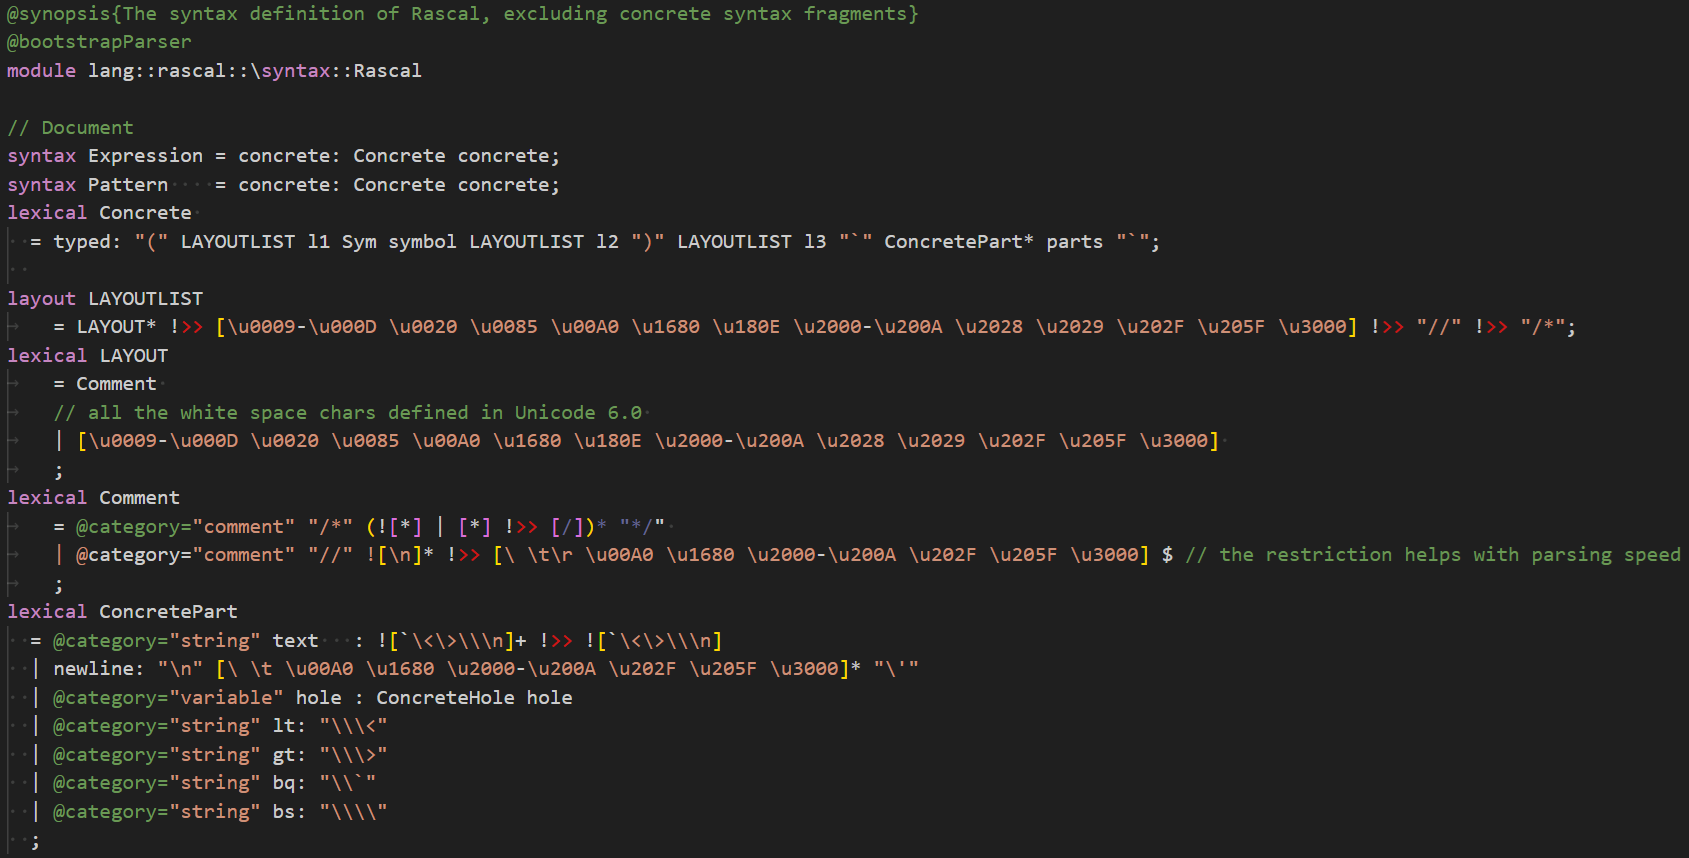 @synopsis{The syntax definition of Rascal, excluding concrete syntax fragments}
@bootstrapParser
module lang::rascal::\syntax::Rascal
// Document
syntax Expression = concrete: Concrete concrete;
syntax Pattern    = concrete: Concrete concrete;
lexical Concrete
  = typed: "(" LAYOUTLIST l1 Sym symbol LAYOUTLIST l2 ")" LAYOUTLIST l3 "`" ConcretePart* parts "`";
layout LAYOUTLIST
    = LAYOUT* !>> [\u0009-\u000D \u0020 \u0085 \u00A0 \u1680 \u180E \u2000-\u200A \u2028 \u2029 \u202F \u205F \u3000] !>> "//" !>> "/*";
lexical LAYOUT
    = Comment
    // all the white space chars defined in Unicode 6.0
    | [\u0009-\u000D \u0020 \u0085 \u00A0 \u1680 \u180E \u2000-\u200A \u2028 \u2029 \u202F \u205F \u3000]
    ;
lexical Comment
    = @category="comment" "/*" (![*] | [*] !>> [/])* "*/"
    | @category="comment" "//" ![\n]* !>> [\ \t\r \u00A0 \u1680 \u2000-\u200A \u202F \u205F \u3000] $ // the restriction helps with parsing speed
    ;
lexical ConcretePart
  = @category="string" text   : ![`\<\>\\\n]+ !>> ![`\<\>\\\n]
  | newline: "\n" [\ \t \u00A0 \u1680 \u2000-\u200A \u202F \u205F \u3000]* "\'"
  | @category="variable" hole : ConcreteHole hole
  | @category="string" lt: "\\\<"
  | @category="string" gt: "\\\>"
  | @category="string" bq: "\\`"
  | @category="string" bs: "\\\\"
  ;